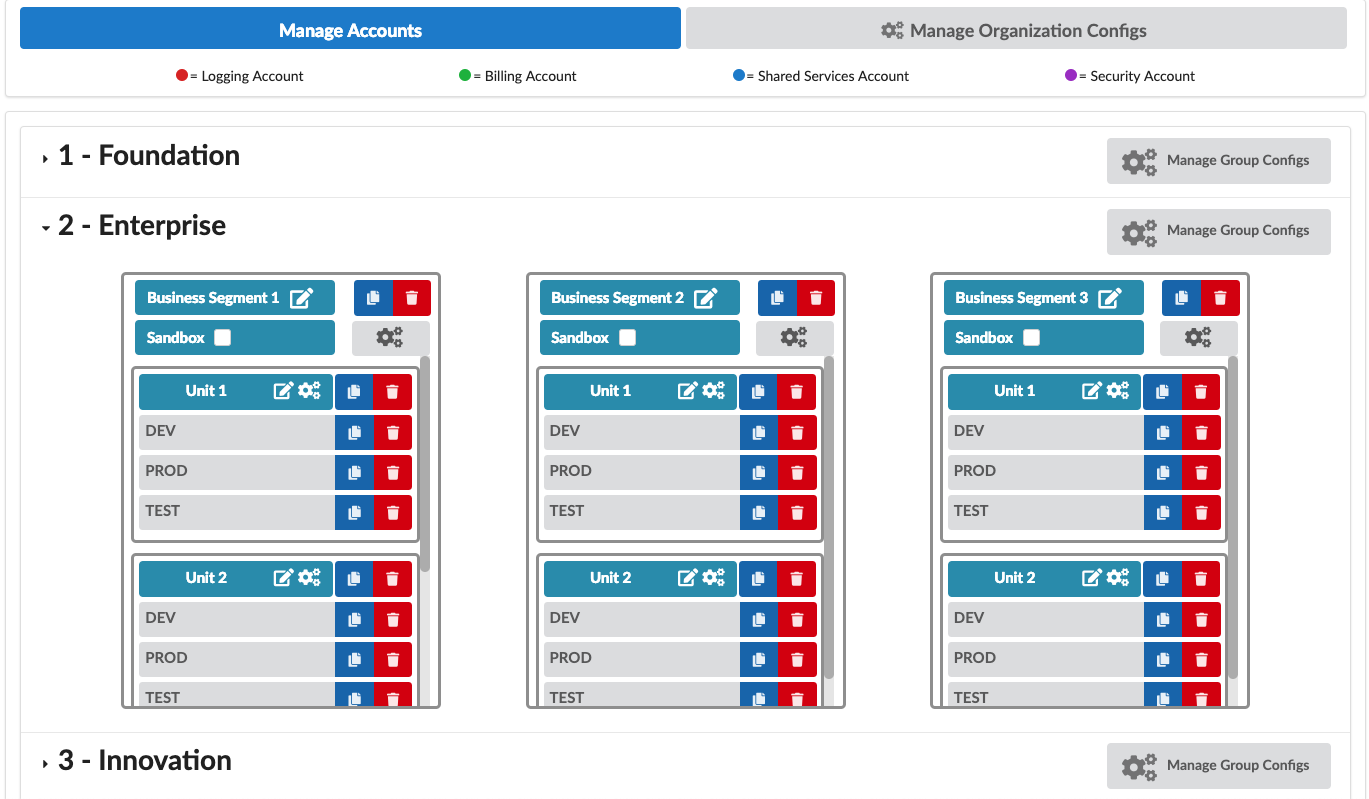 Manage Accounts
Manage Organization Configs
= Logging Account
= Billing Account
= Shared Services Account
= Security Account
1 - Foundation
Manage Group Configs
2 - Enterprise
Manage Group Configs
Business Segment 1
Sandbox
Unit 1
DEV
PROD
TEST
Unit 2
DEV
PROD
TEST
Business Segment 2
Sandbox
Unit 1
DEV
PROD
TEST
Unit 2
DEV
PROD
TEST
Business Segment 3
Sandbox
Unit 1
DEV
PROD
TEST
Unit 2
DEV
PROD
TEST
3 - Innovation
Manage Group Configs